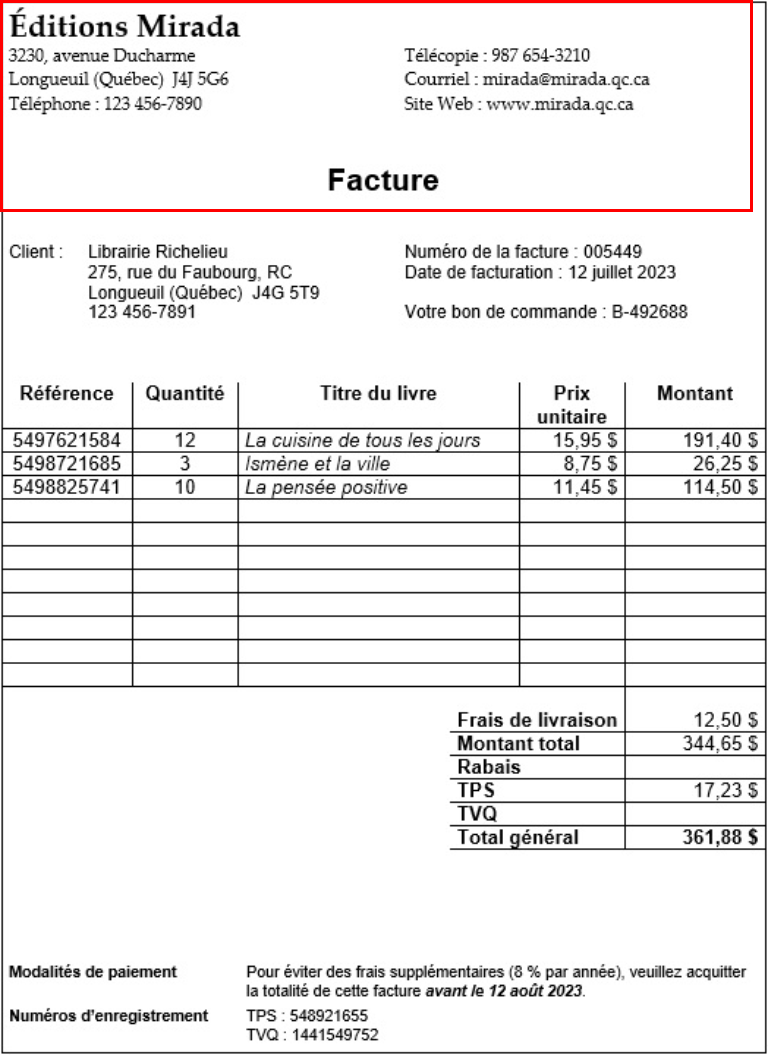 Éditions Mirada
3230, avenue Ducharme
Longueuil (Québec)  J4J 5G6
Téléphone : 123 456-7890
Télécopie : 987 654-3210
Courriel : mirada@mirada.qc.ca
Site Web : www.mirada.qc.ca
Facture
Client : Librairie Richelieu
275, rue du Faubourg, RC
Longueuil (Québec)  J4G 5T9
123 456-7891
Numéro de la facture : 005449
Date de facturation : 12 juillet 2023
Votre bon de commande : B-492688
Référence Quantité Titre du livre Prix unitaire Montant
5497621584 12 La cuisine de tous les jours 15,95 $ 191,40 $
5498721685 3 Ismène et la ville 8,75 $ 26,25 $
5498825741 10 La pensée positive 11,45 $ 114,50 $
Frais de livraison 12,50 $
Montant total 344,65 $
Rabais
TPS 17,23 $
TVQ
Total général 361,88 $
Modalités de paiement Pour éviter des frais supplémentaires (8 % par année), veuillez acquitter
la totalité de cette facture avant le 12 août 2023.
Numéros d’enregistrement TPS : 548921655
TVQ : 1441549752